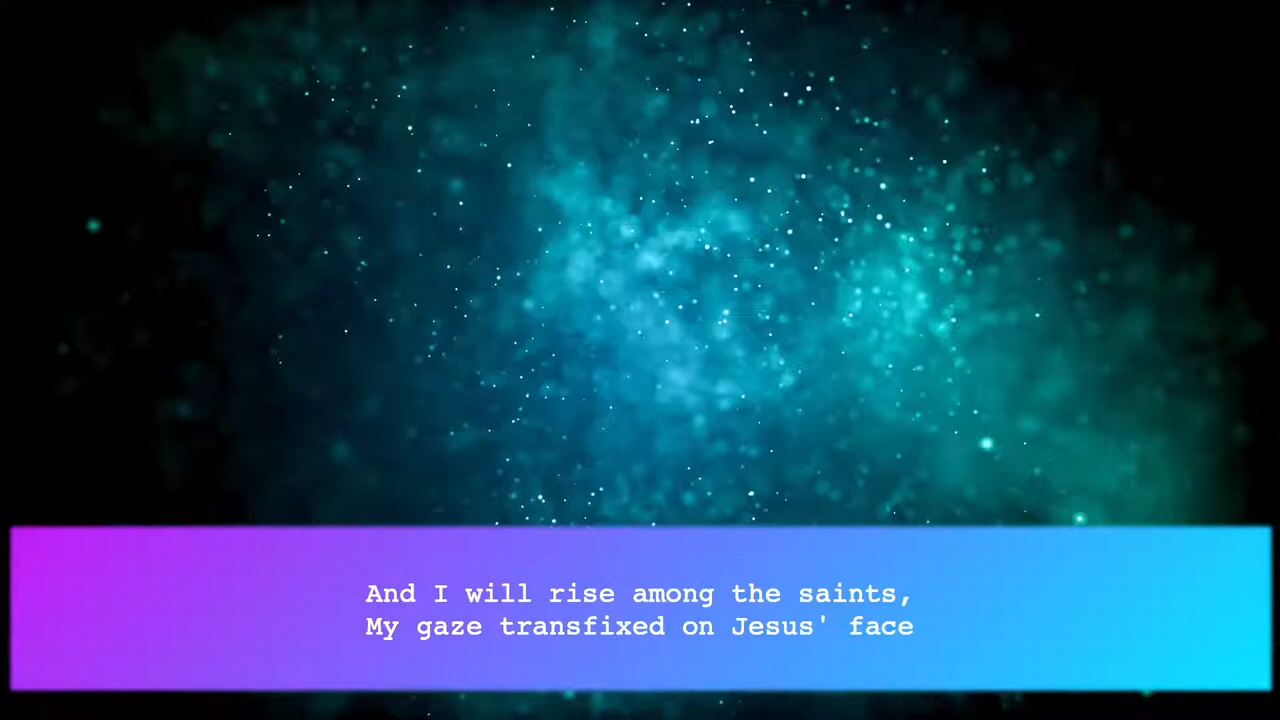 And I will rise among the saints,
My gaze transfixed on Jesus' face